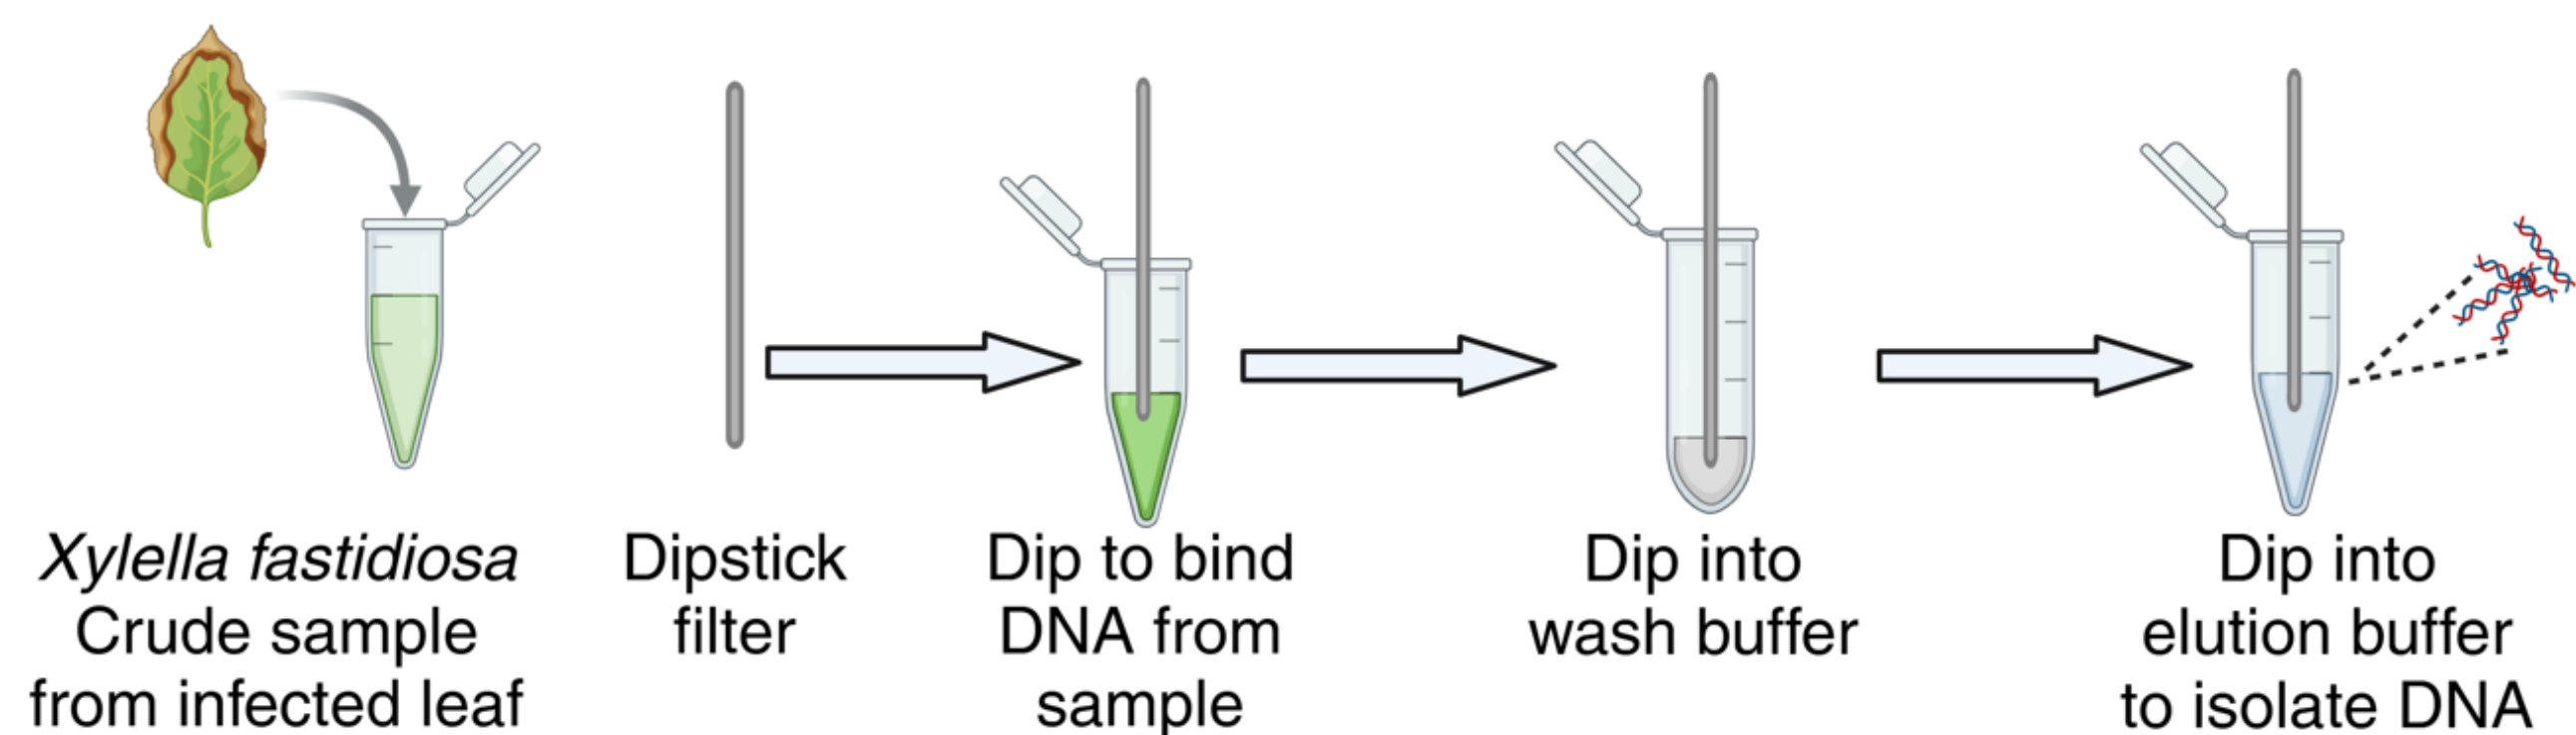 Xylella fastidiosa
Crude sample
from infected leaf
Dipstick
filter
Dip to bind
DNA from
sample
Dip into
wash buffer
Dip into
elution buffer
to isolate DNA